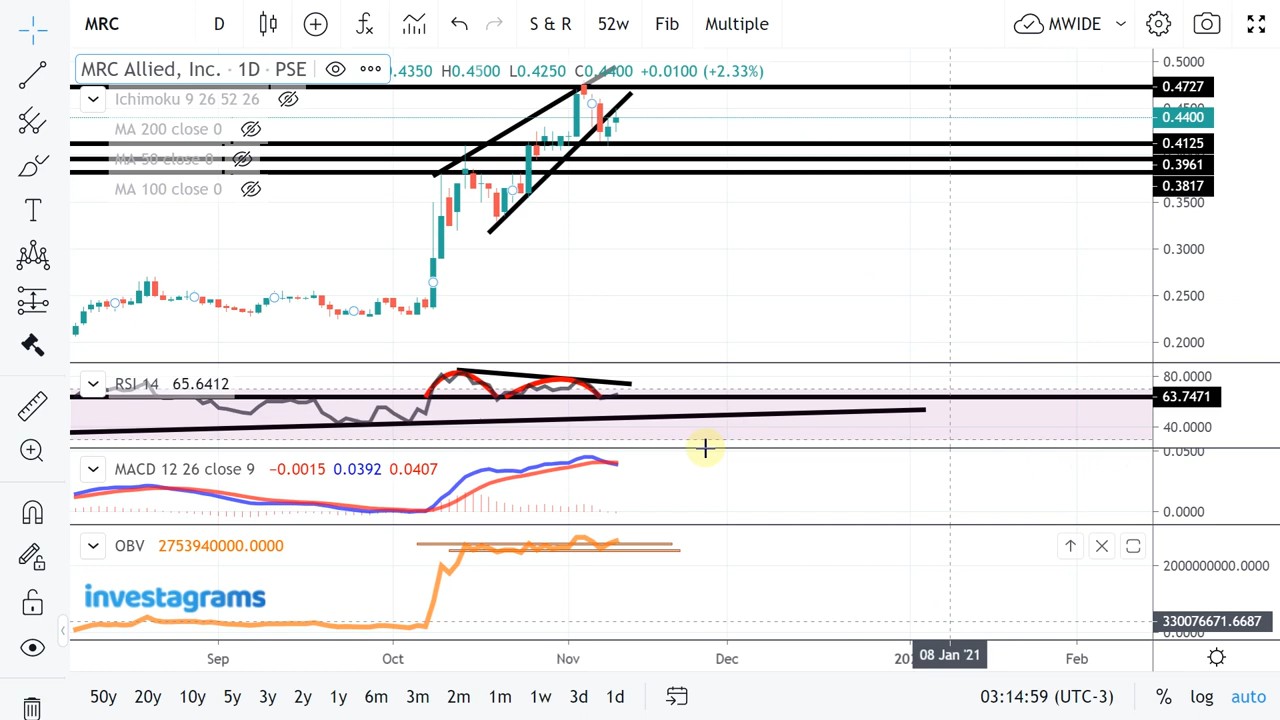 MRC D S & R 52w Fib Multiple MWIDE
MRC Allied, Inc. · 1D · PSE .4350 H0.4500 L0.4250 C0.4400 +0.0100 (+2.33%)
Ichimoku 9 26 52 26
MA 200 close 0
MA 50 close 0
MA 100 close 0
0.5000
0.4727
0.4400
0.4125
0.3961
0.3817
0.3500
0.3000
0.2500
0.2000
RSI 14 65.6412
80.0000
63.7471
40.0000
MACD 12 26 close 9 −0.0015 0.0392 0.0407
0.0500
0.0000
OBV 2753940000.0000
2000000000.0000
investagrams
330076671.6687
Sep Oct Nov Dec 08 Jan '21 Feb
50y 20y 10y 5y 3y 2y 1y 6m 3m 2m 1m 1w 3d 1d 03:14:59 (UTC-3) % log auto